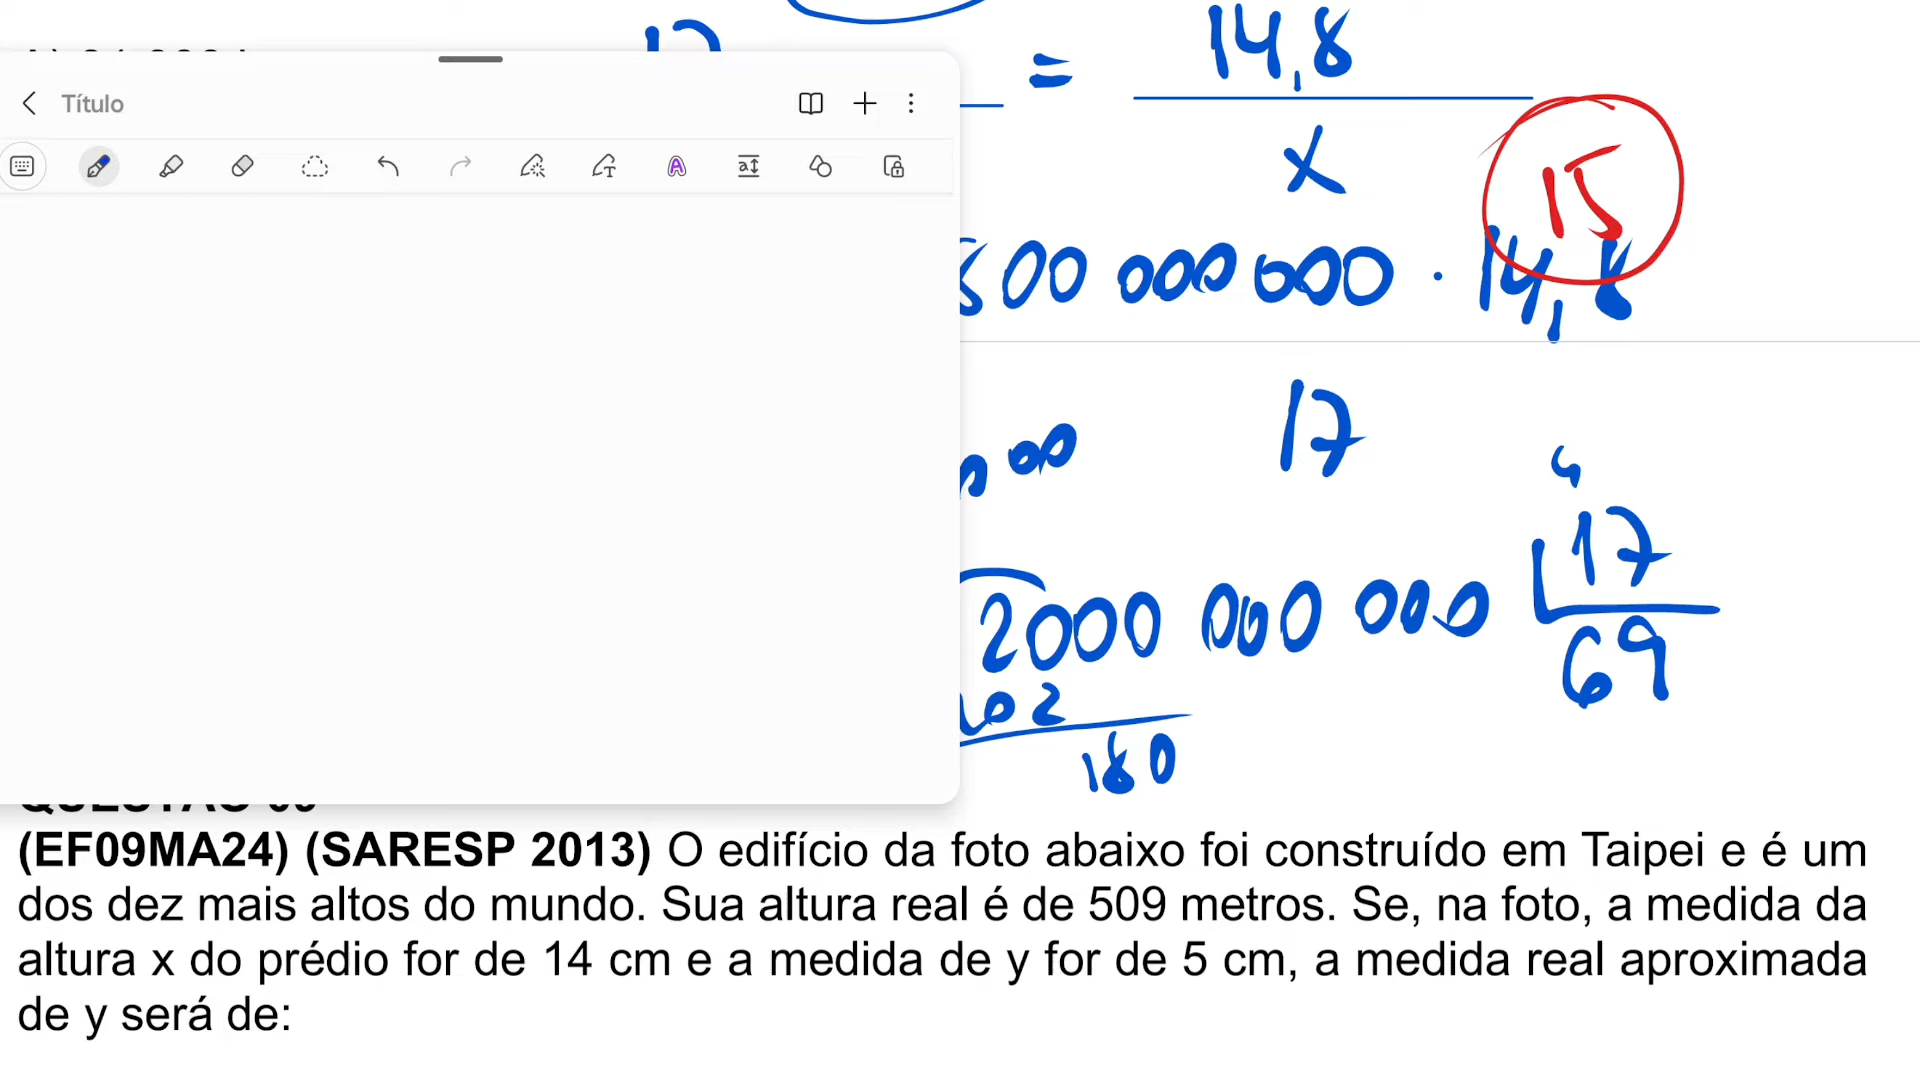 = 14,8
x
15
Título
500 000 000 · 14,8
00 17
4
2000 000 000 17
69
102
180
(EF09MA24) (SARESP 2013) O edifício da foto abaixo foi construído em Taipei e é um
dos dez mais altos do mundo. Sua altura real é de 509 metros. Se, na foto, a medida da
altura x do prédio for de 14 cm e a medida de y for de 5 cm, a medida real aproximada
de y será de: